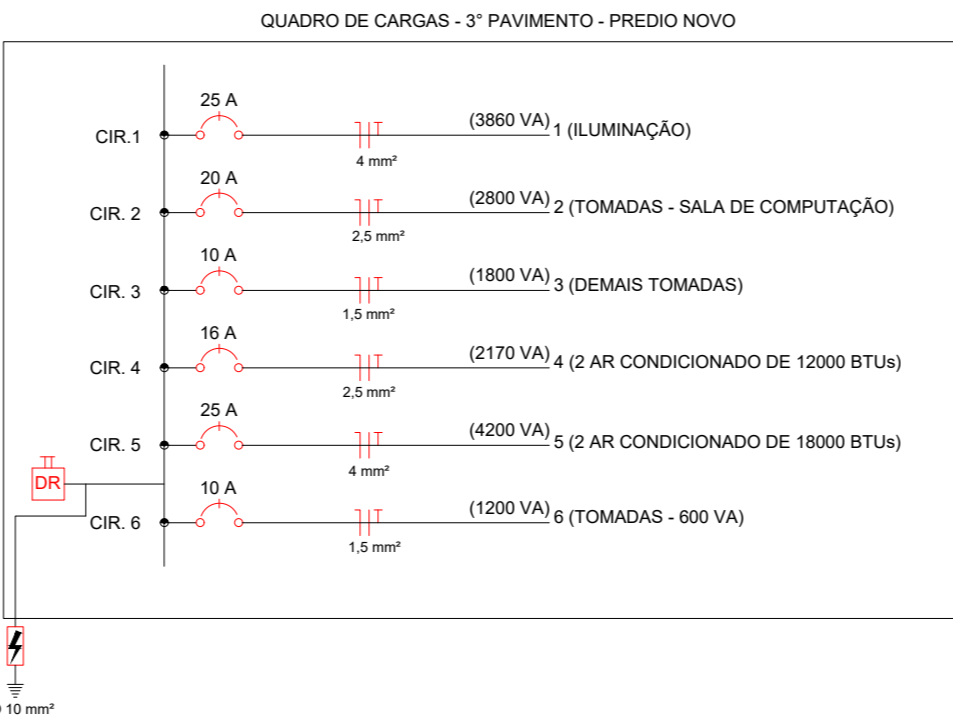 QUADRO DE CARGAS - 3° PAVIMENTO - PREDIO NOVO
25 A
CIR.1
(3860 VA)
1 (ILUMINAÇÃO)
4 mm²
20 A
CIR. 2
(2800 VA)
2 (TOMADAS - SALA DE COMPUTAÇÃO)
2,5 mm²
10 A
CIR. 3
(1800 VA)
3 (DEMAIS TOMADAS)
1,5 mm²
16 A
CIR. 4
(2170 VA)
4 (2 AR CONDICIONADO DE 12000 BTUs)
2,5 mm²
25 A
CIR. 5
(4200 VA)
5 (2 AR CONDICIONADO DE 18000 BTUs)
4 mm²
DR
10 A
CIR. 6
(1200 VA)
6 (TOMADAS - 600 VA)
1,5 mm²
10 mm²